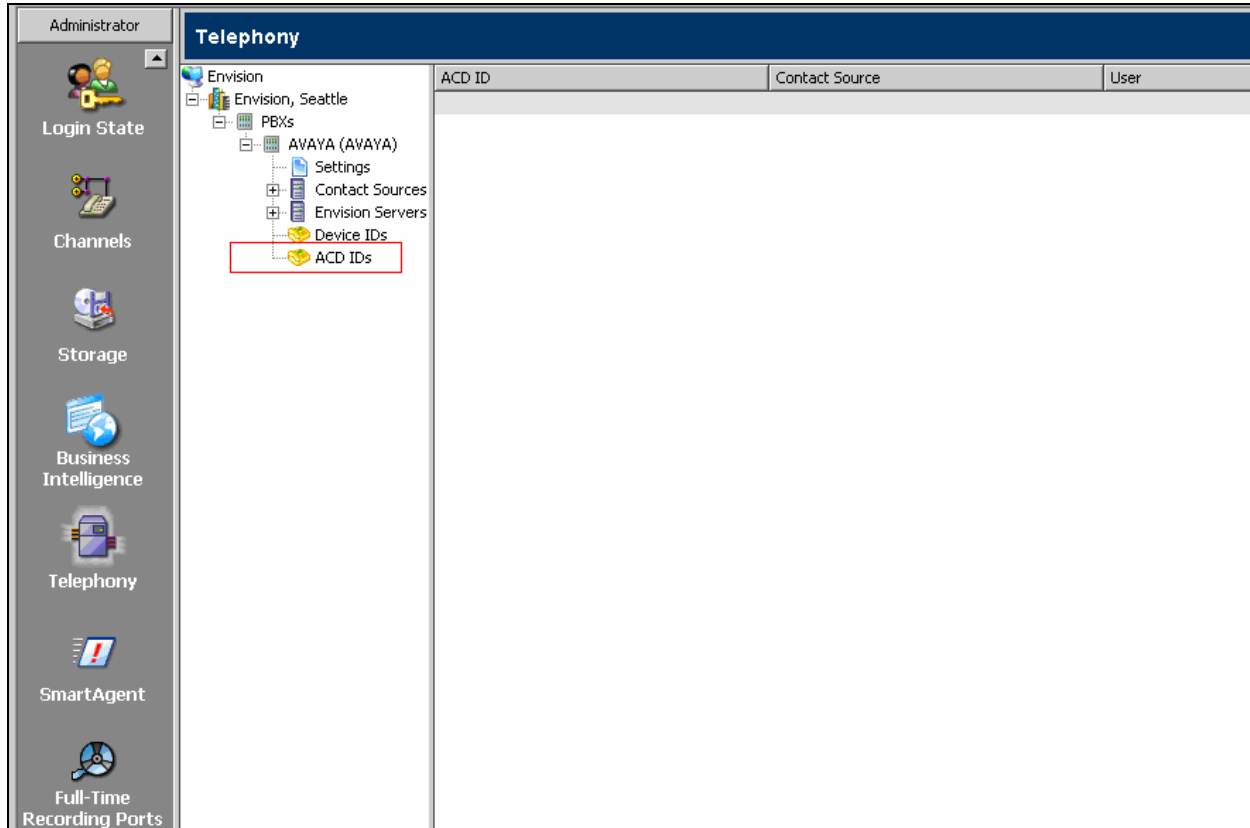 Administrator
Login State
Channels
Storage
Business
Intelligence
Telephony
SmartAgent
Full-Time
Recording Ports
Telephony
Envision
Envision, Seattle
PBXs
AVAYA (AVAYA)
Settings
Contact Sources
Envision Servers
Device IDs
ACD IDs
ACD ID
Contact Source
User